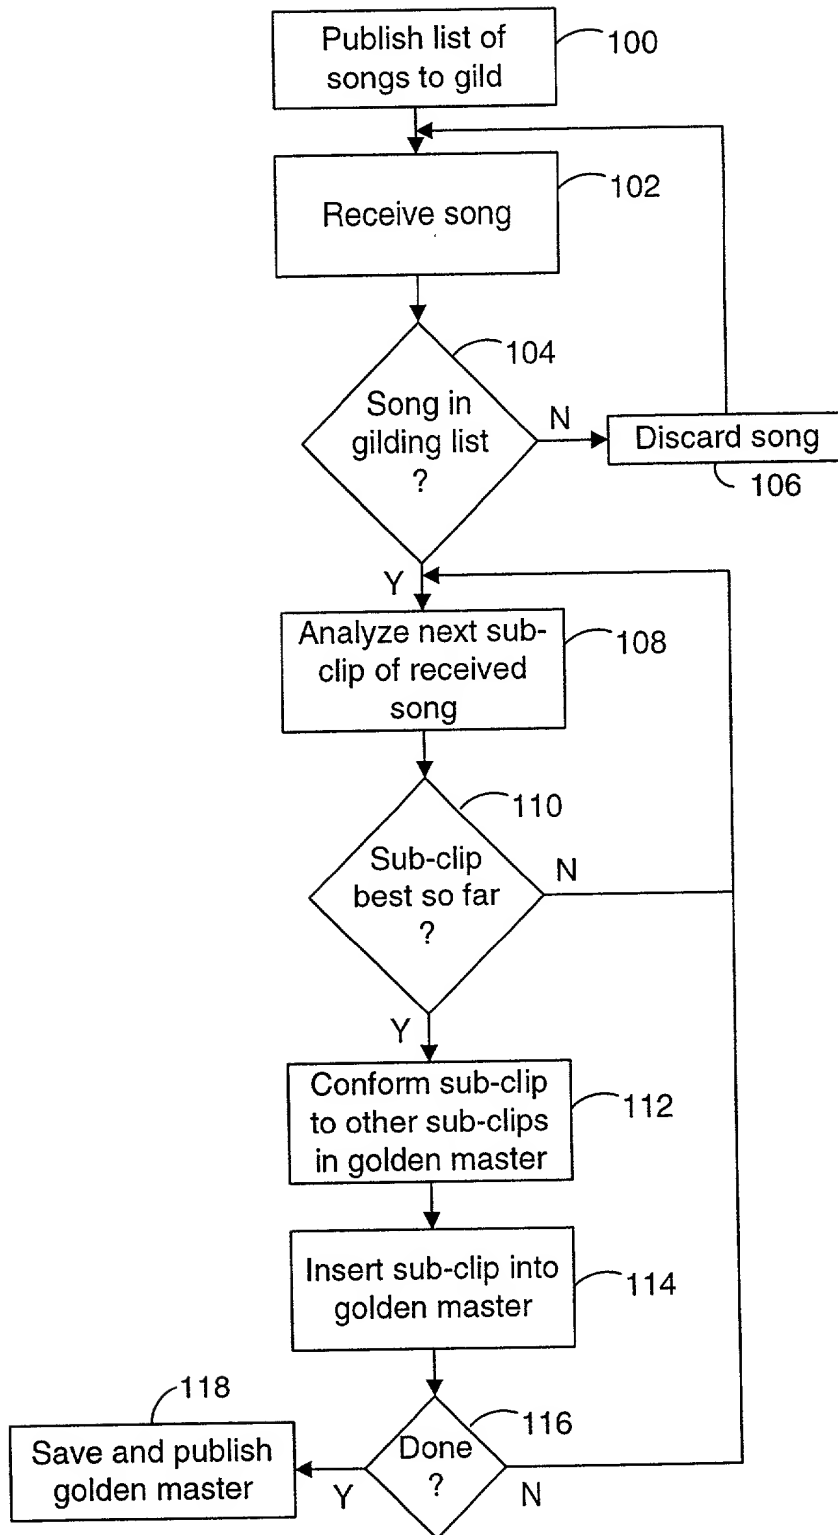 Publish list of
songs to gild
100
Receive song
102
104
Song in
gilding list
?
N
Discard song
106
Y
Analyze next sub-
clip of received
song
108
110
Sub-clip
best so far
?
N
Y
Conform sub-clip
to other sub-clips
in golden master
112
Insert sub-clip into
golden master
114
118
116
Save and publish
golden master
Done
?
Y
N